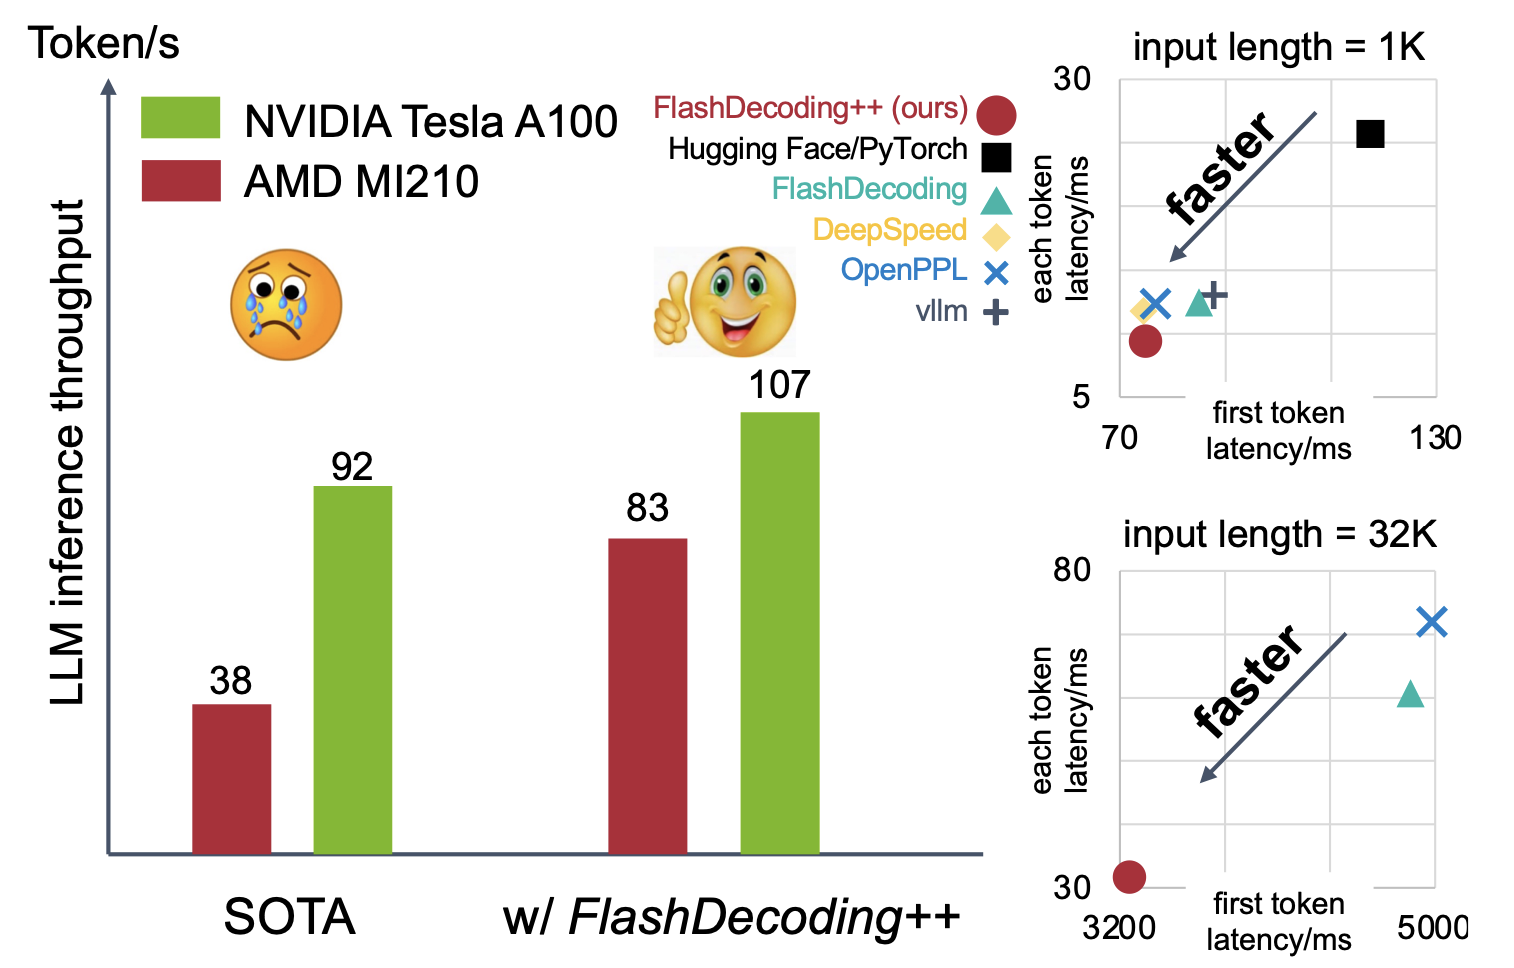 Token/s
NVIDIA Tesla A100
AMD MI210
LLM inference throughput
38
92
83
107
SOTA
w/ FlashDecoding++
FlashDecoding++ (ours)
Hugging Face/PyTorch
FlashDecoding
DeepSpeed
OpenPPL
vllm
input length = 1K
30
each token
latency/ms
faster
5
70
first token
latency/ms
130
input length = 32K
80
each token
latency/ms
faster
30
3200
first token
latency/ms
5000